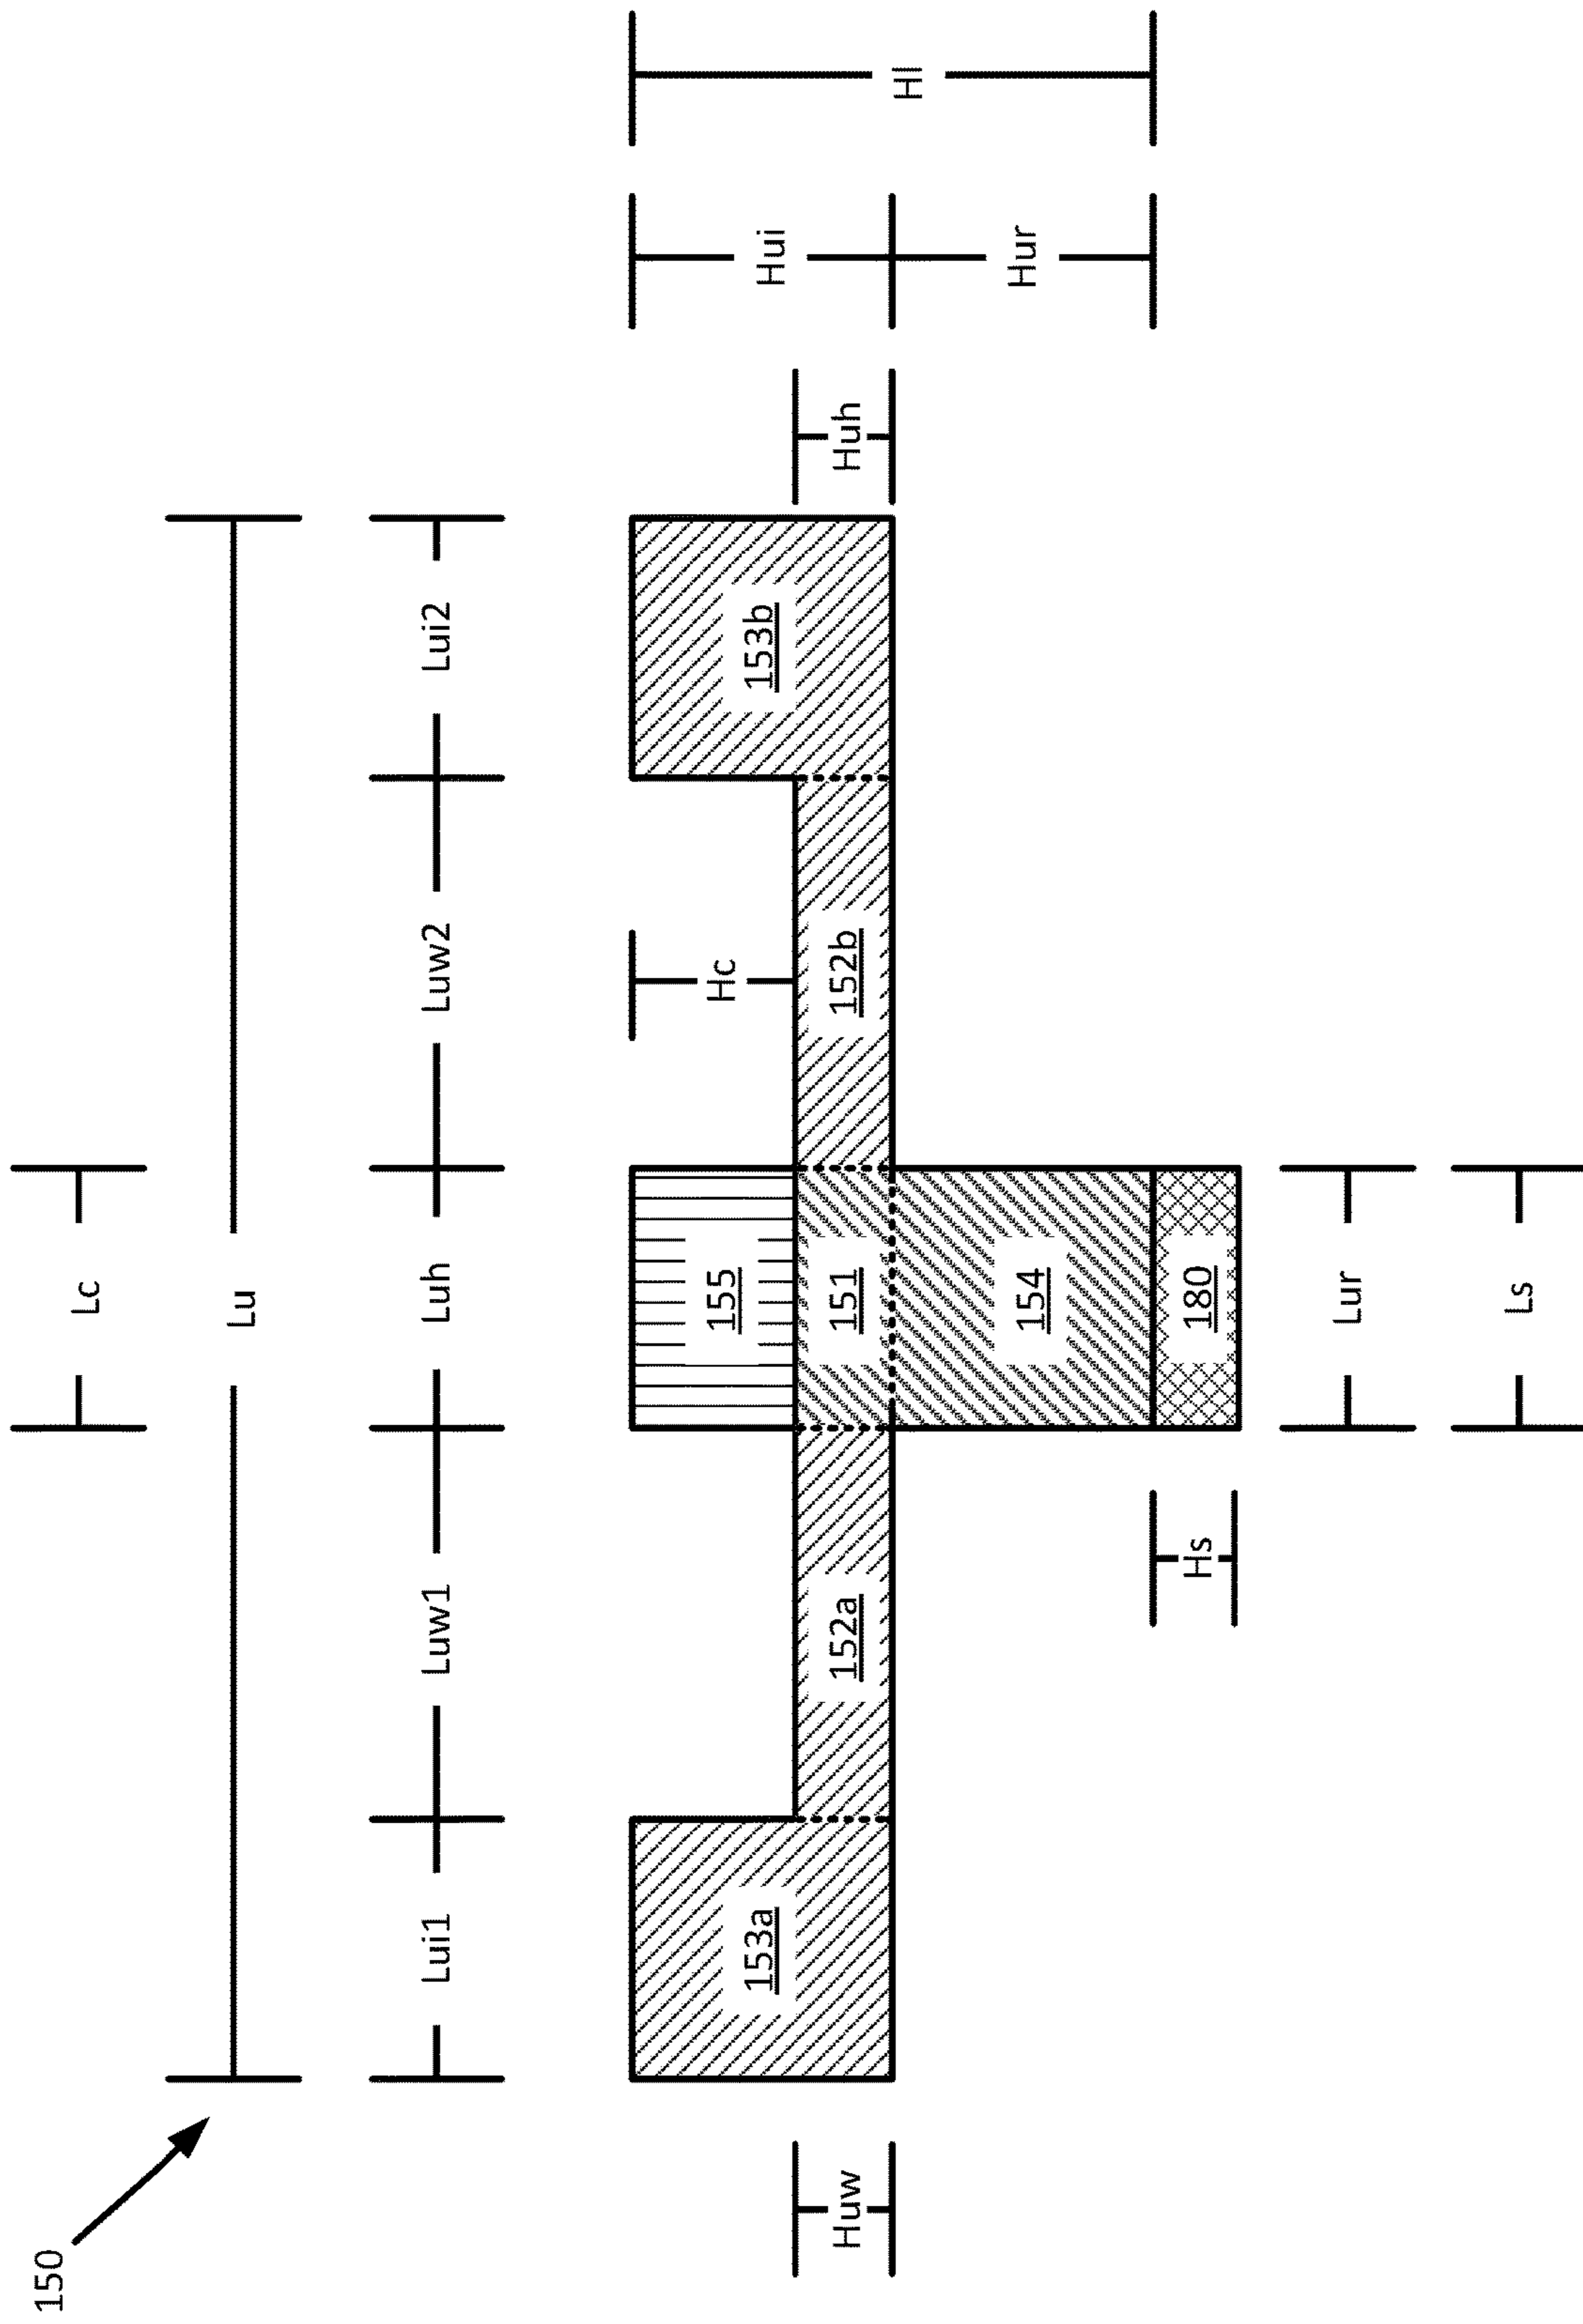 150
Lc
Lu
Lui1 Luw1 Luh Luw2 Lui2
155 Hc
153a 153b Hui
Huw 152a 151 152b Huh
Hl
154 Hur
Hs 180
Lur
Ls